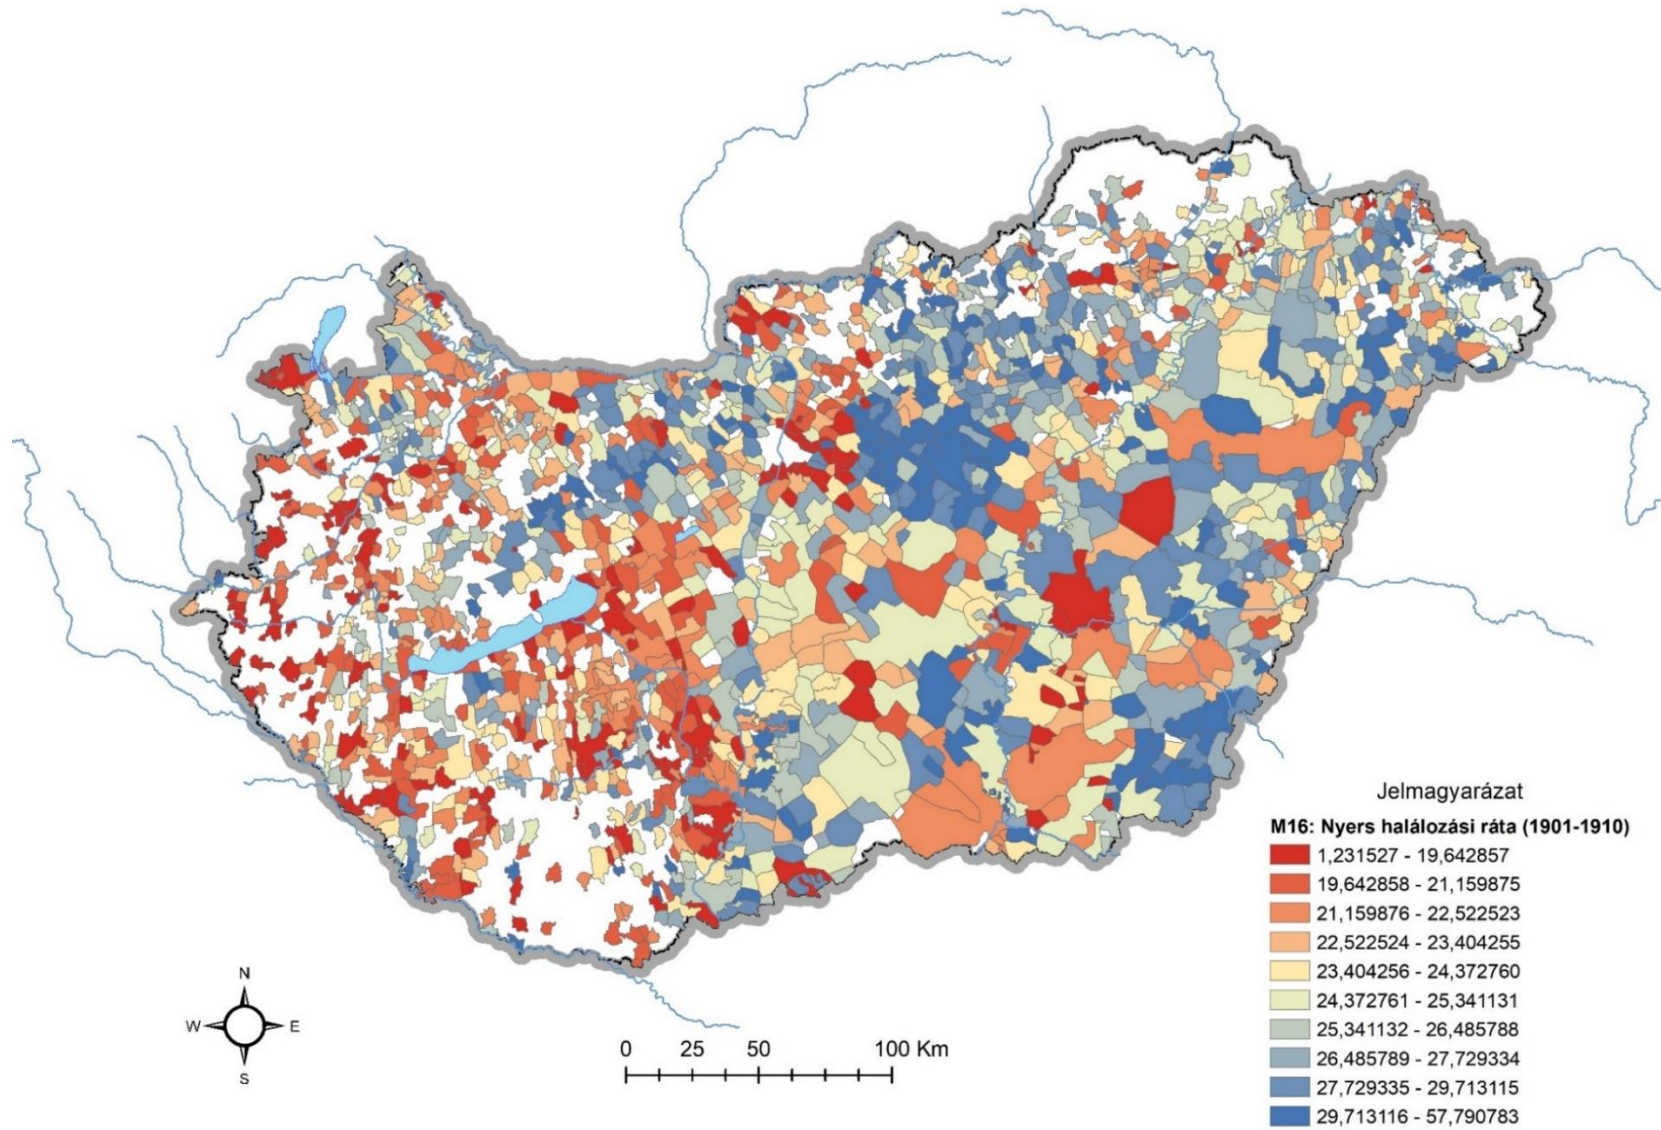 Jelmagyarázat
M16: Nyers halálozási ráta (1901-1910)
1,231527 - 19,642857
19,642858 - 21,159875
21,159876 - 22,522523
22,522524 - 23,404255
23,404256 - 24,372760
24,372761 - 25,341131
25,341132 - 26,485788
26,485789 - 27,729334
27,729335 - 29,713115
29,713116 - 57,790783
N
W E
S
0 25 50 100 Km